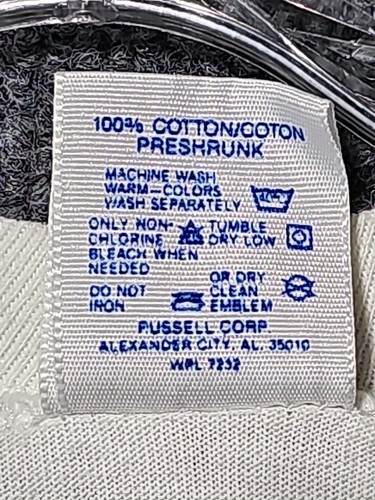 100% COTTON/COTON
PRESHRUNK
MACHINE WASH
WARM-COLORS
WASH SEPARATELY
ONLY NON- TUMBLE
CHLORINE DRY LOW
BLEACH WHEN
NEEDED
OR DRY
DO NOT CLEAN
IRON EMBLEM
RUSSELL CORP.
ALEXANDER CITY, AL. 35010
WPL 7232